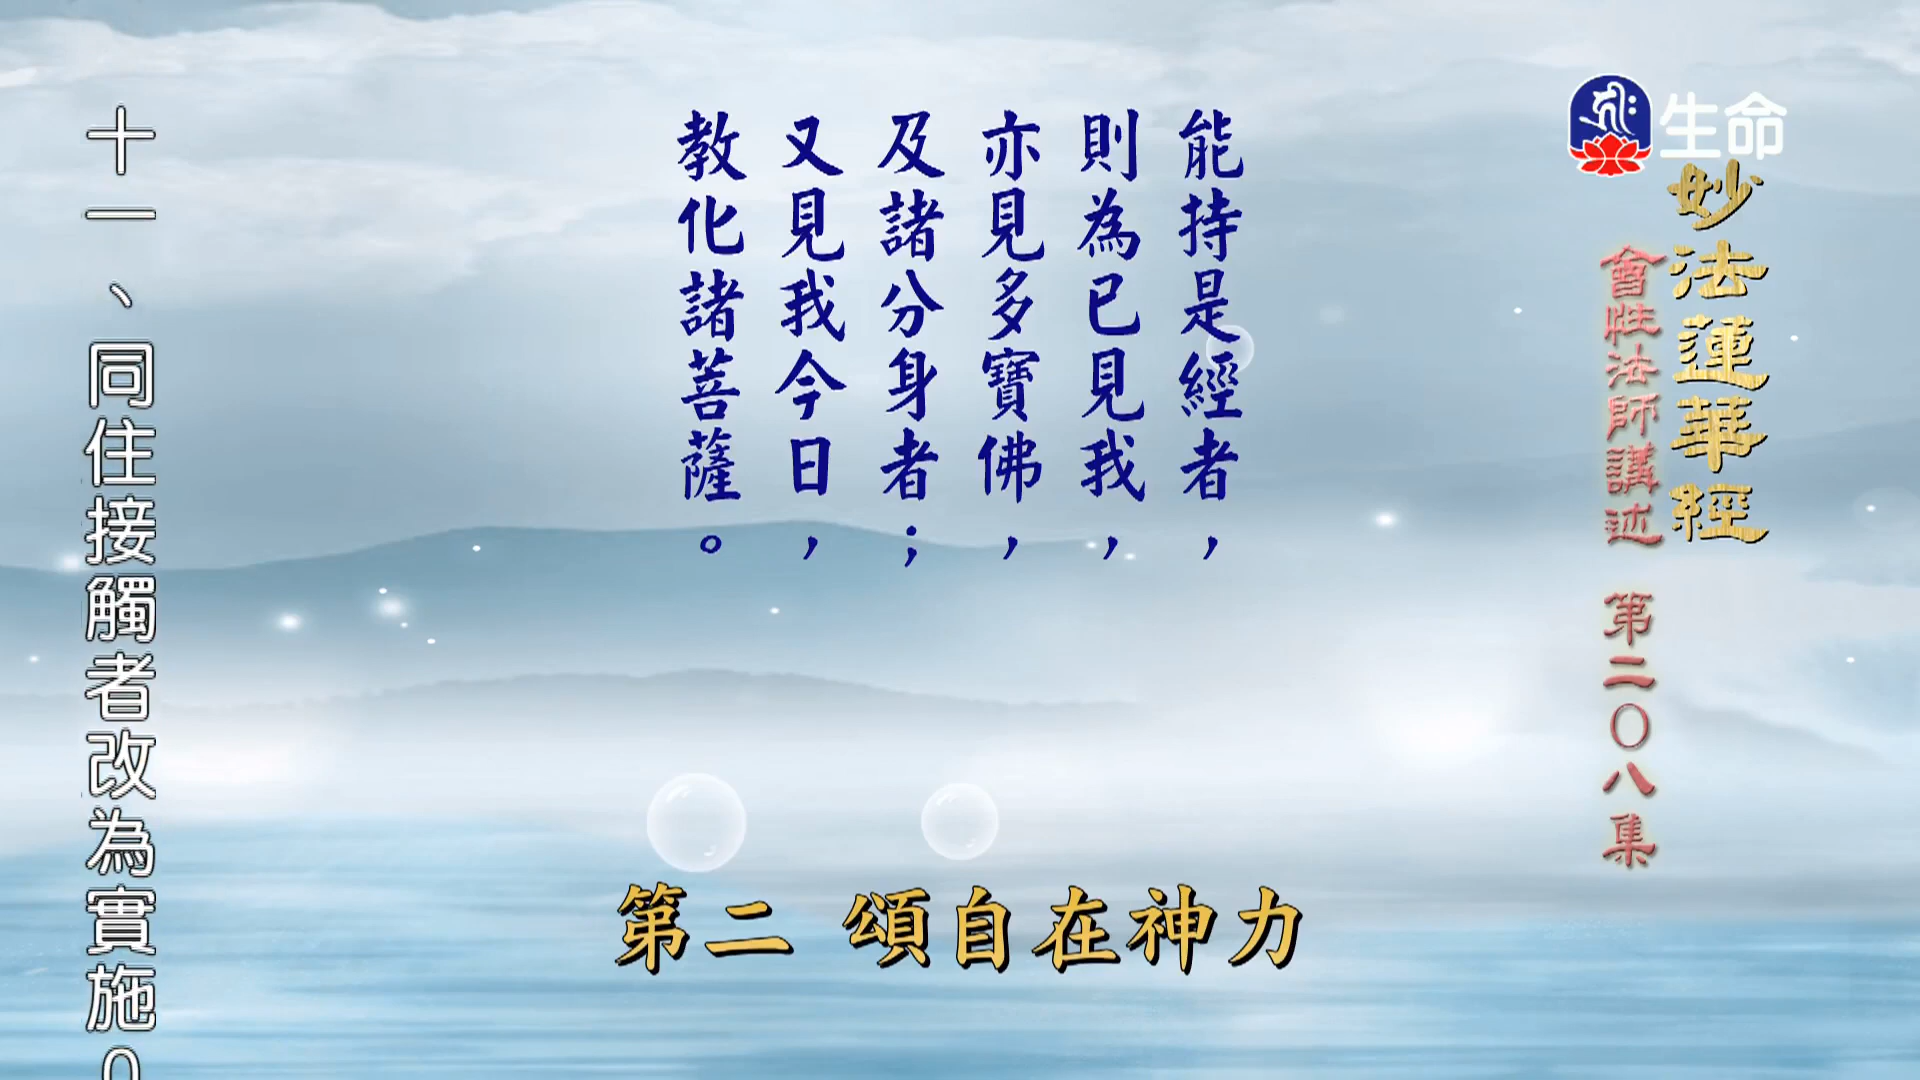 生命
妙法蓮華經
會性法師講述 第二〇八集
能持是經者，
則為已見我，
亦見多寶佛，
及諸分身者；
又見我今日，
教化諸菩薩。
第二 頌自在神力
十一、同住接觸者改為實施0